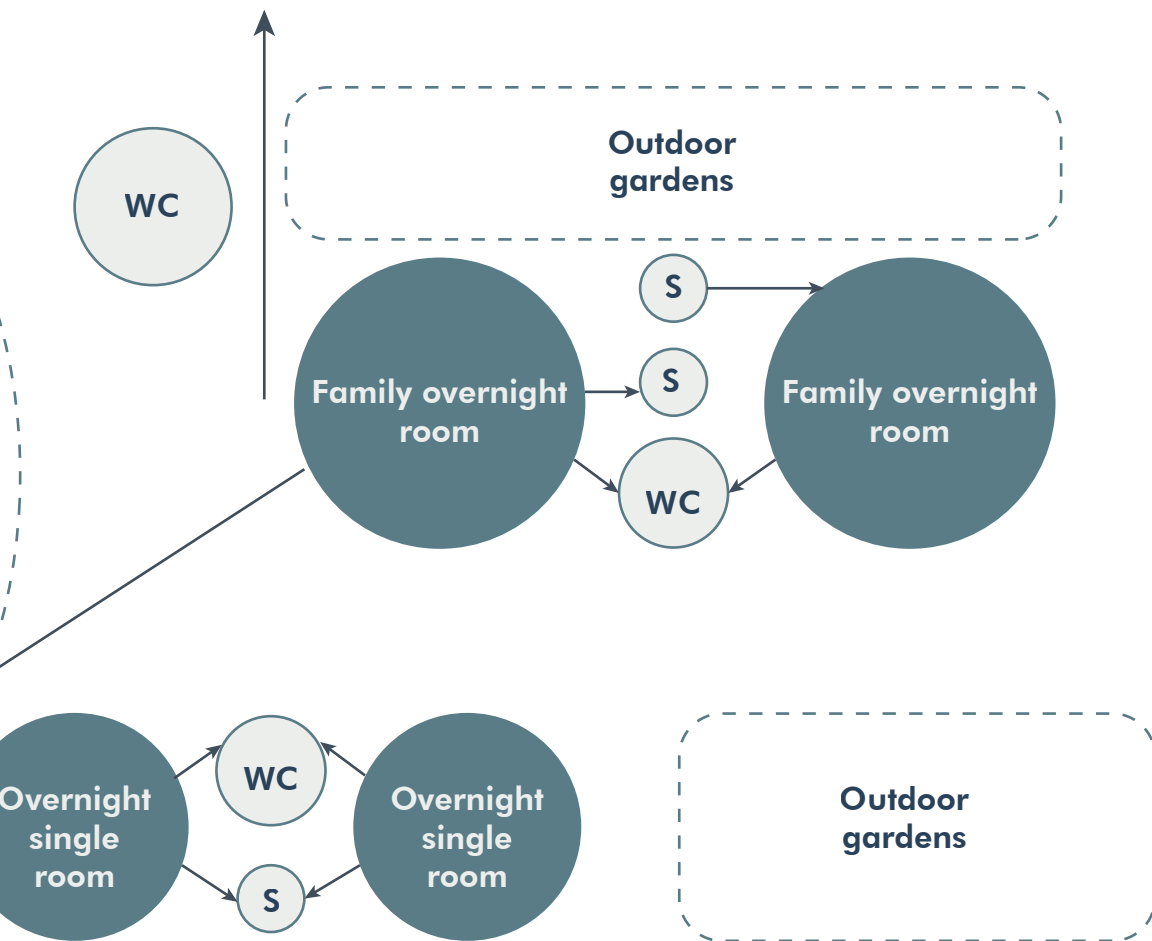 Outdoor
gardens
WC
S
S
Family overnight
room
Family overnight
room
WC
WC
Overnight
single
room
Overnight
single
room
S
Outdoor
gardens